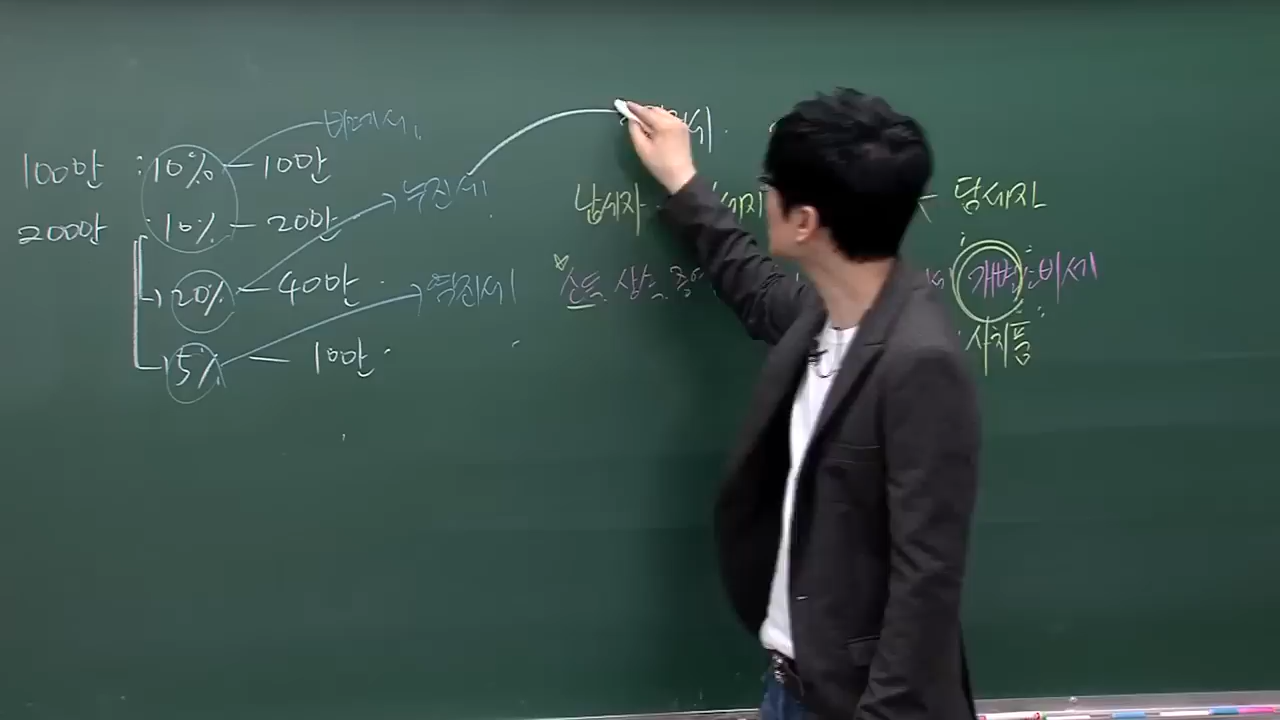 비례세
100만 : 10% — 10만
200만 : 10% — 20만
누진세
20% — 40만
역진세
5% — 10만
납세자 담세자
소득 상속 증여 개별소비세
사치품